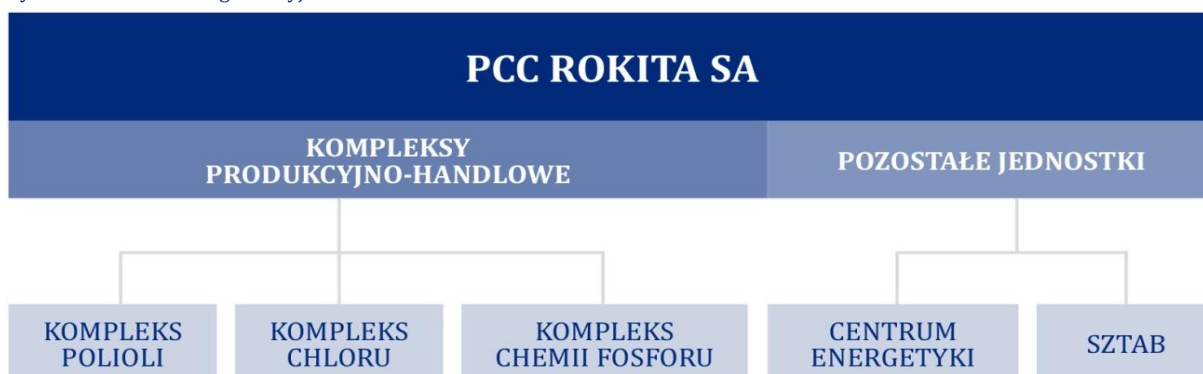 PCC ROKITA SA
KOMPLEKSY
PRODUKCYJNO-HANDLOWE
POZOSTAŁE JEDNOSTKI
KOMPLEKS
POLIOLI
KOMPLEKS
CHLORU
KOMPLEKS
CHEMII FOSFORU
CENTRUM
ENERGETYKI
SZTAB